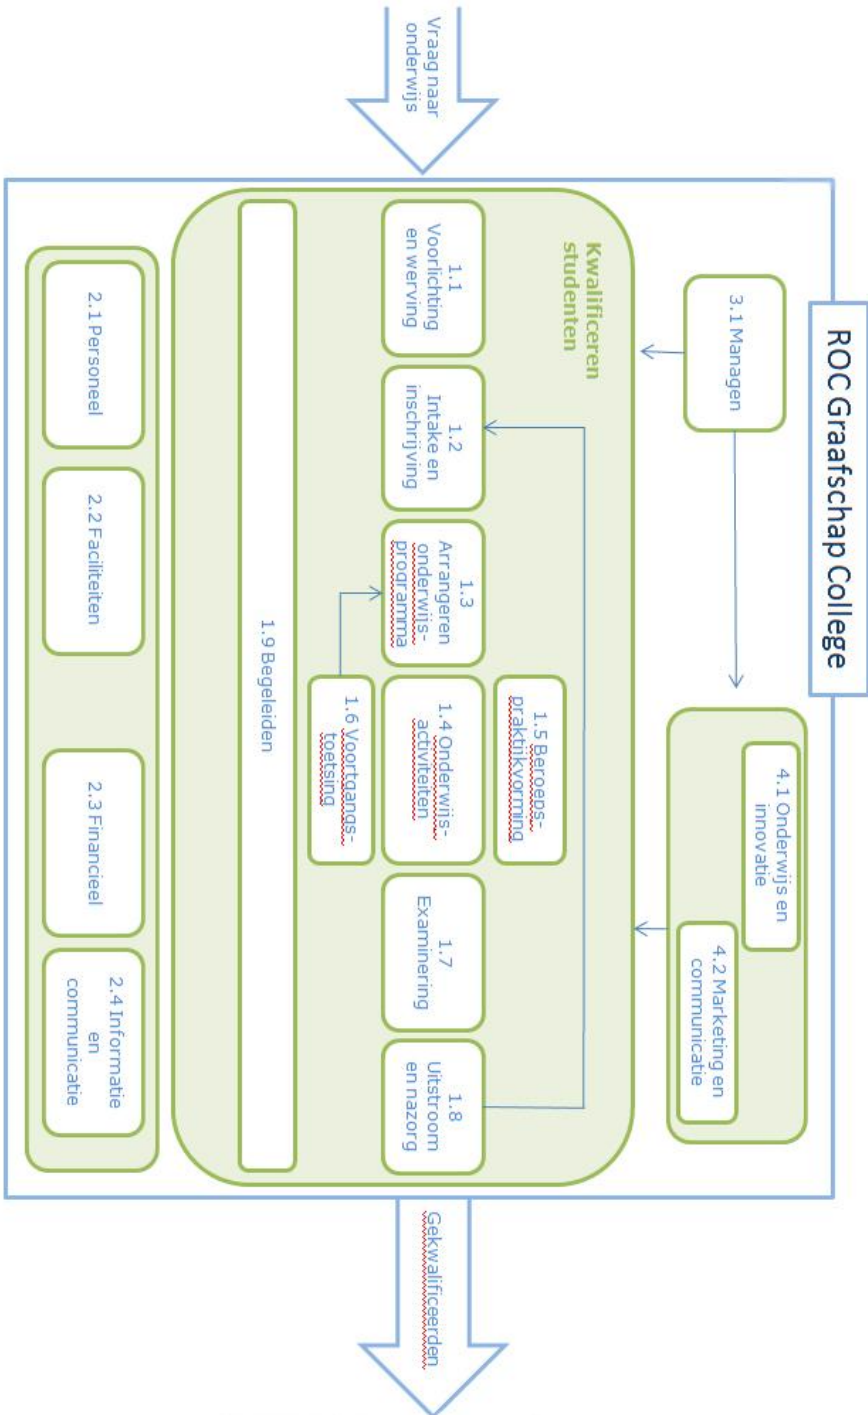 ROC Graafschap College
Vraag naar
onderwijs
3.1 Managen
4.1 Onderwijs en
innovatie
4.2 Marketing en
communicatie
Kwalificeren
studenten
1.1
Voorlichting
en werving
1.2
Intake en
inschrijving
1.3
Arrangeren
onderwijs-
programma
1.5 Beroeps-
praktijkvorming
1.4 Onderwijs-
activiteiten
1.6 Voortgangs-
toetsing
1.7
Examinering
1.8
Uitstroom
en nazorg
1.9 Begeleiden
Gekwalificeerden
2.1 Personeel
2.2 Faciliteiten
2.3 Financieel
2.4 Informatie
en
communicatie